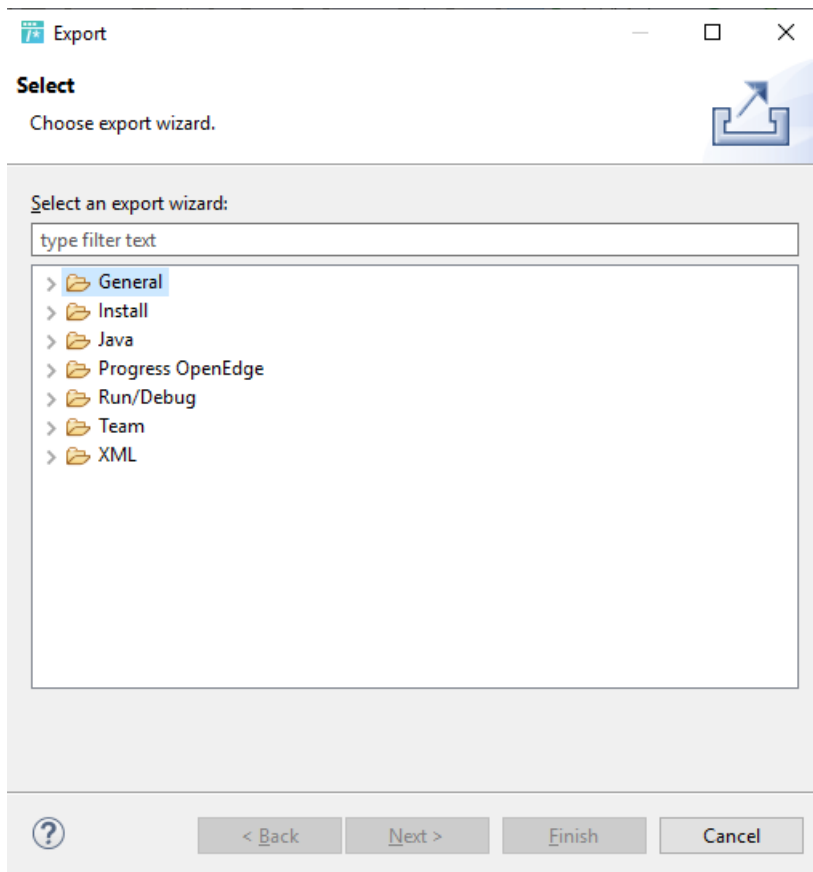 Export
Select
Choose export wizard.
Select an export wizard:
type filter text
General
Install
Java
Progress OpenEdge
Run/Debug
Team
XML
< Back Next > Finish Cancel